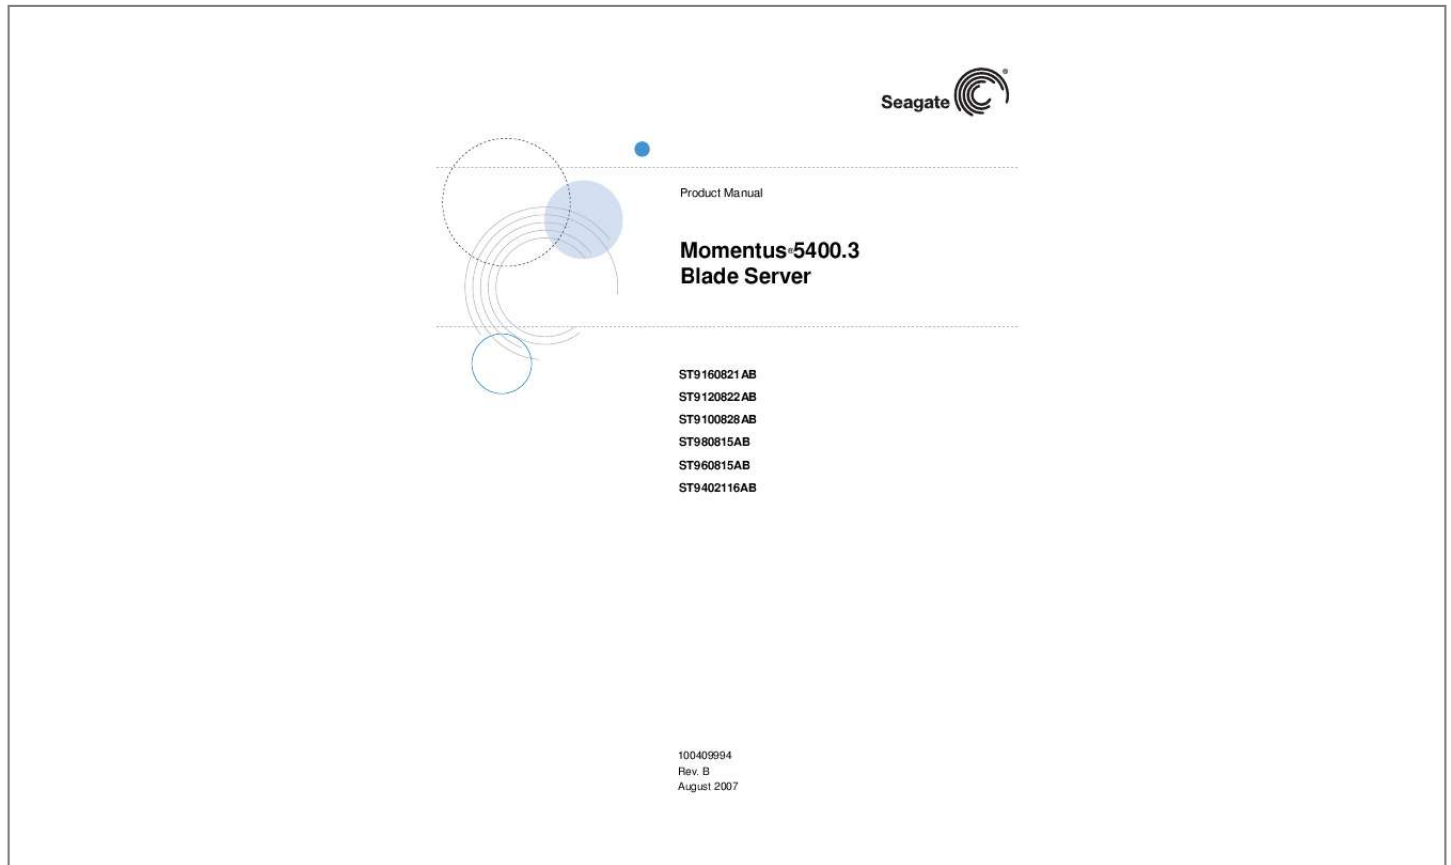 Seagate®
Product Manual
Momentus®5400.3
Blade Server
ST9160821AB
ST9120822AB
ST9100828AB
ST980815AB
ST960815AB
ST9402116AB
100409994
Rev. B
August 2007